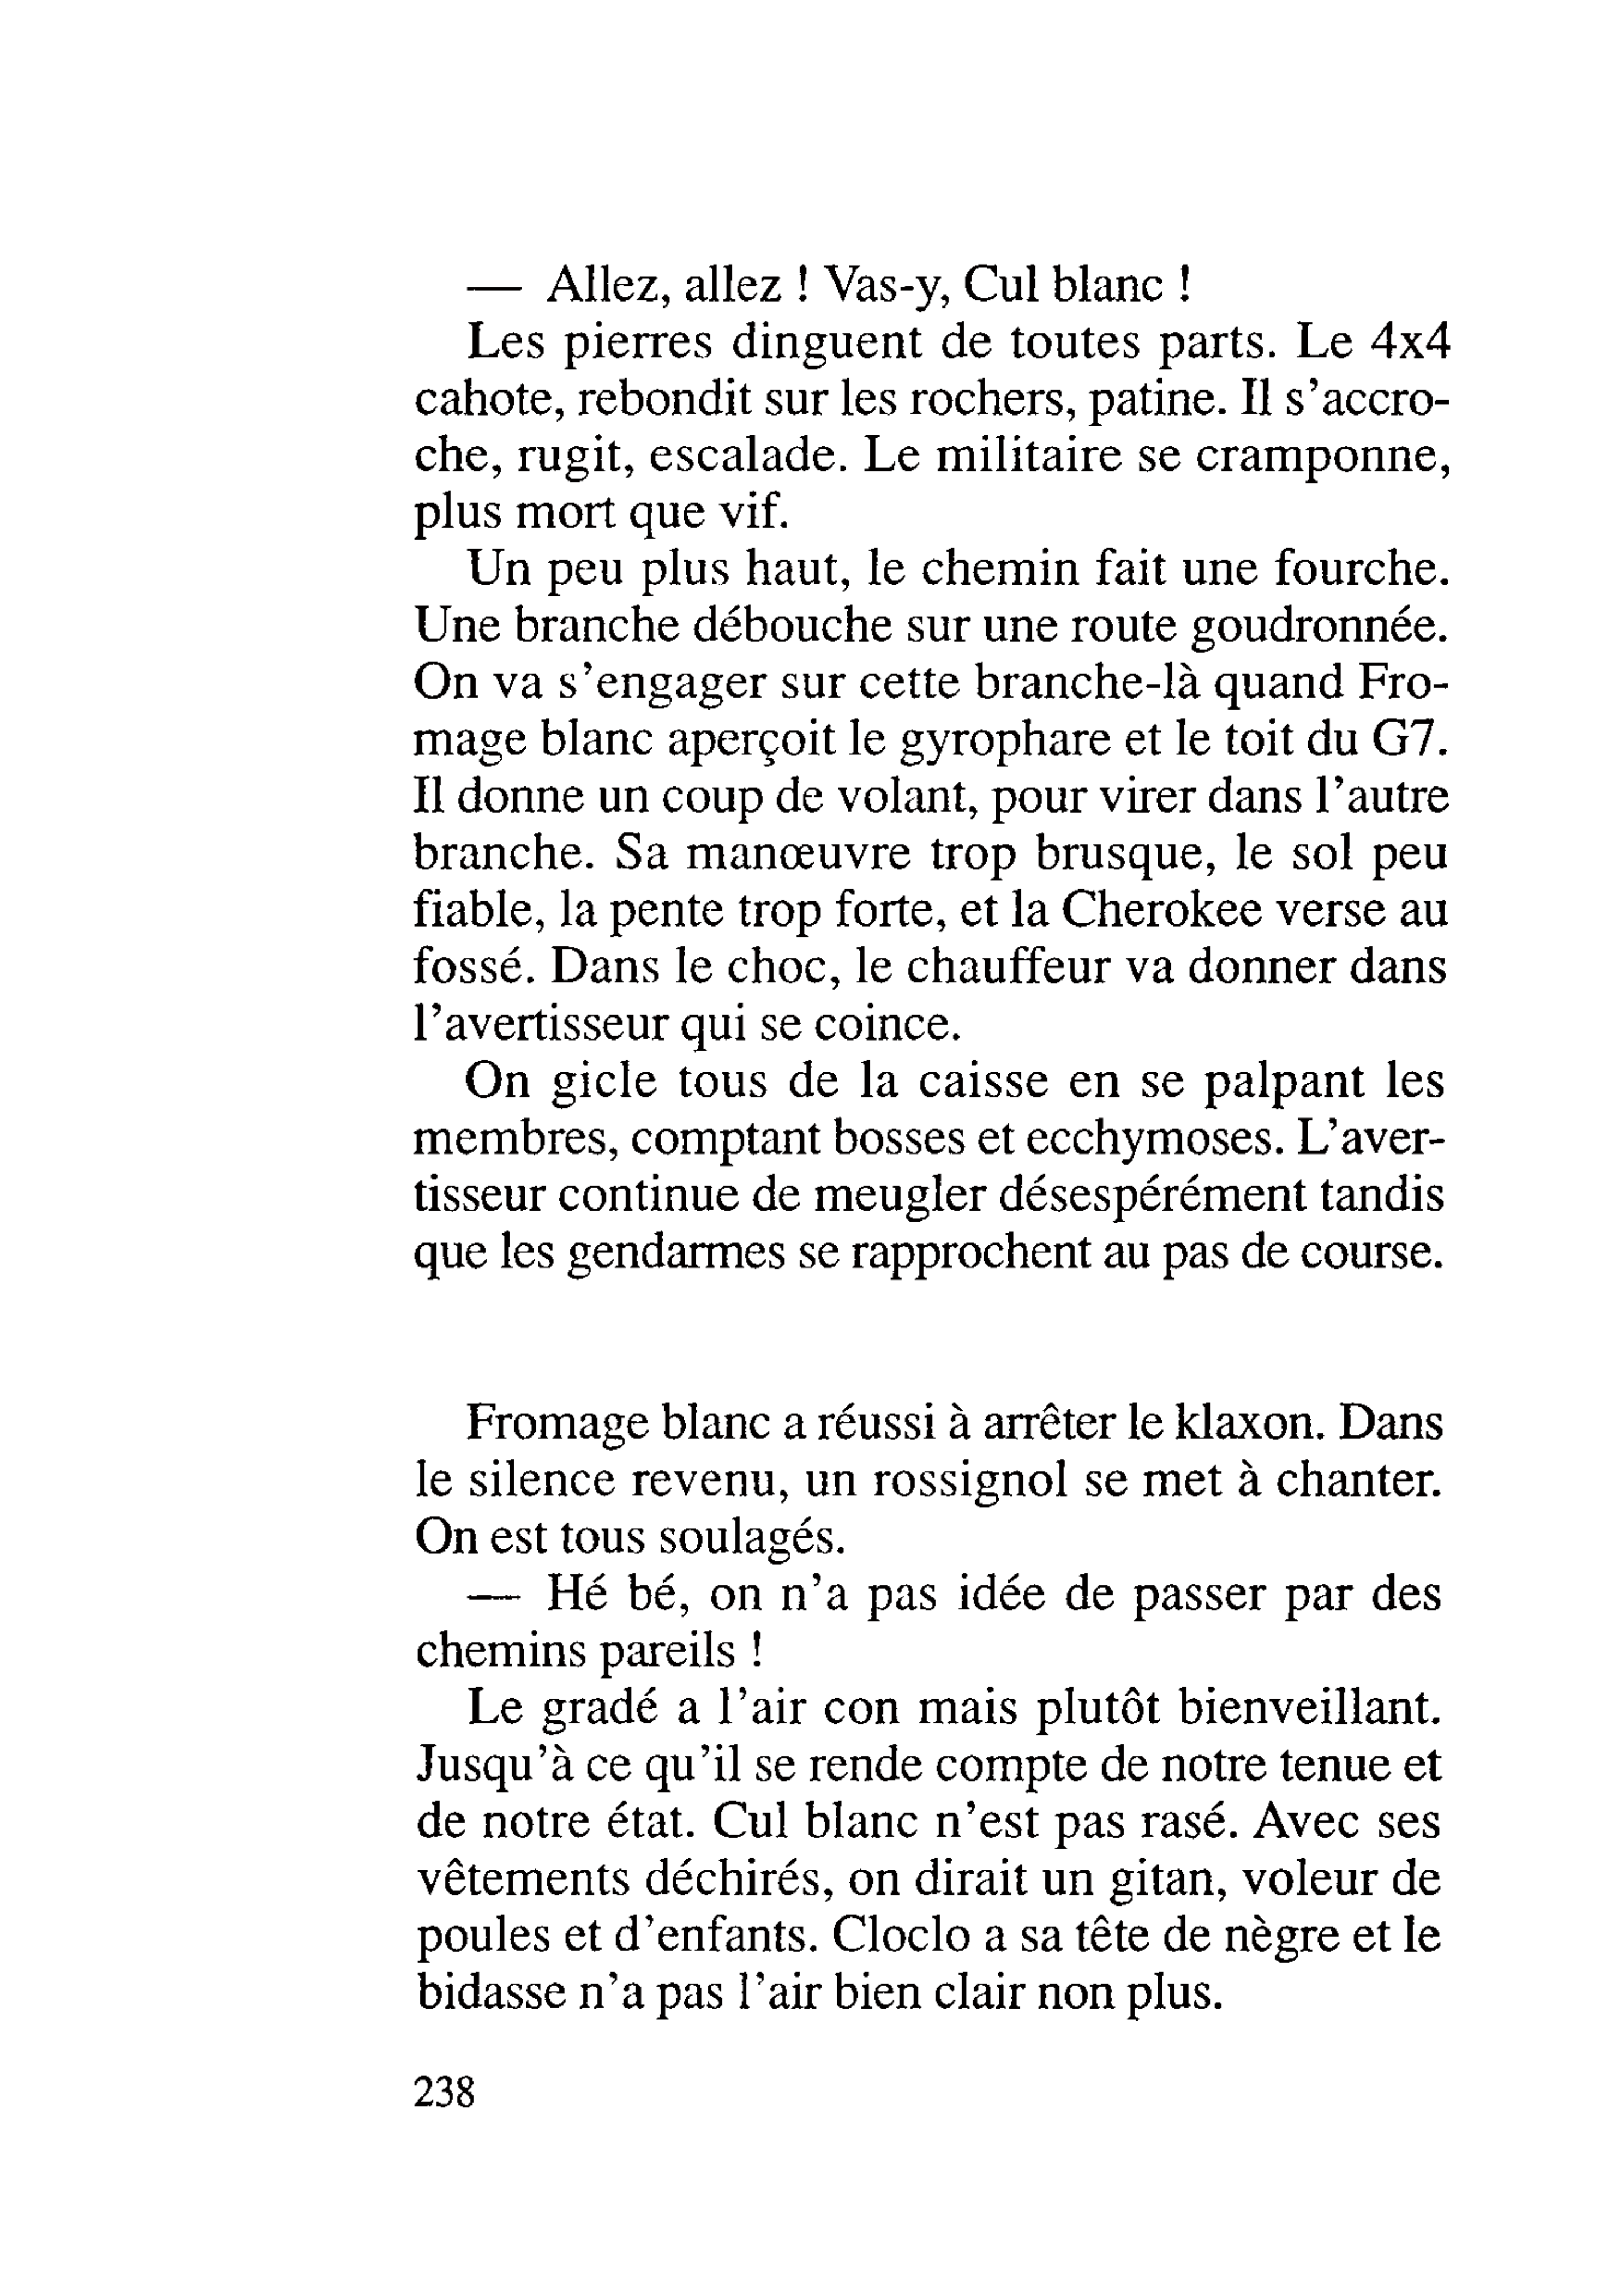 — Allez, allez ! Vas-y, Cul blanc !
Les pierres dinguent de toutes parts. Le 4x4
cahote, rebondit sur les rochers, patine. Il s’accro-
che, rugit, escalade. Le militaire se cramponne,
plus mort que vif.
Un peu plus haut, le chemin fait une fourche.
Une branche débouche sur une route goudronnée.
On va s’engager sur cette branche-là quand Fro-
mage blanc aperçoit le gyrophare et le toit du G7.
Il donne un coup de volant, pour virer dans l’autre
branche. Sa manœuvre trop brusque, le sol peu
fiable, la pente trop forte, et la Cherokee verse au
fossé. Dans le choc, le chauffeur va donner dans
l’avertisseur qui se coince.
On gicle tous de la caisse en se palpant les
membres, comptant bosses et ecchymoses. L’aver-
tisseur continue de meugler désespérément tandis
que les gendarmes se rapprochent au pas de course.
Fromage blanc a réussi à arrêter le klaxon. Dans
le silence revenu, un rossignol se met à chanter.
On est tous soulagés.
— Hé bé, on n’a pas idée de passer par des
chemins pareils !
Le gradé a l’air con mais plutôt bienveillant.
Jusqu’à ce qu’il se rende compte de notre tenue et
de notre état. Cul blanc n’est pas rasé. Avec ses
vêtements déchirés, on dirait un gitan, voleur de
poules et d’enfants. Cloclo a sa tête de nègre et le
bidasse n’a pas l’air bien clair non plus.
238